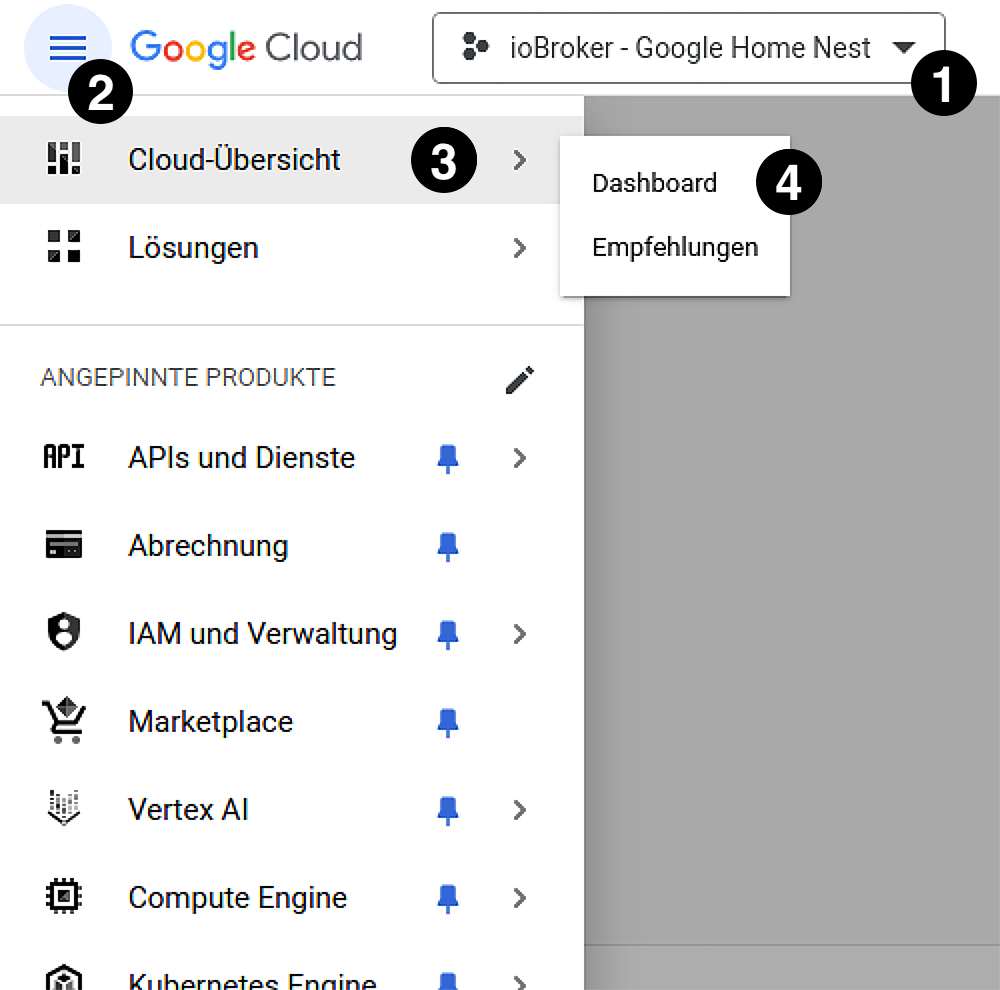 Google Cloud
ioBroker - Google Home Nest
1
2
Cloud-Übersicht
3
Dashboard
4
Lösungen
Empfehlungen
ANGEPINNTE PRODUKTE
API
APIs und Dienste
Abrechnung
IAM und Verwaltung
Marketplace
Vertex AI
Compute Engine
Kubernetes Engine